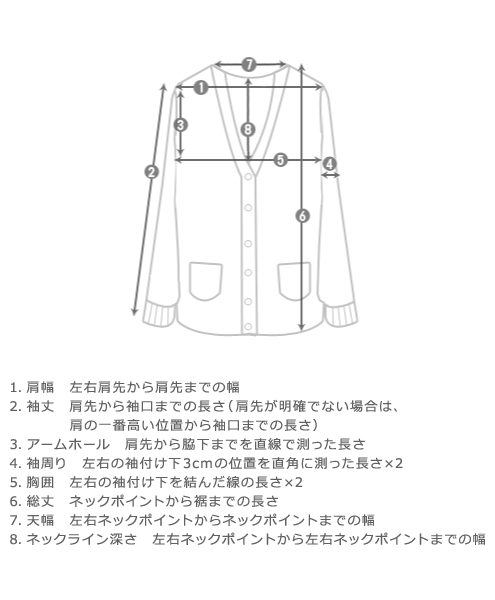 7
1
3
8
2
5
4
6
1. 肩幅　左右肩先から肩先までの幅
2. 袖丈　肩先から袖口までの長さ（肩先が明確でない場合は、
肩の一番高い位置から袖口までの長さ）
3. アームホール　肩先から脇下までを直線で測った長さ
4. 袖周り　左右の袖付け下3cmの位置を直角に測った長さ×2
5. 胸囲　左右の袖付け下を結んだ線の長さ×2
6. 総丈　ネックポイントから裾までの長さ
7. 天幅　左右ネックポイントからネックポイントまでの幅
8. ネックライン深さ　左右ネックポイントから左右ネックポイントまでの幅